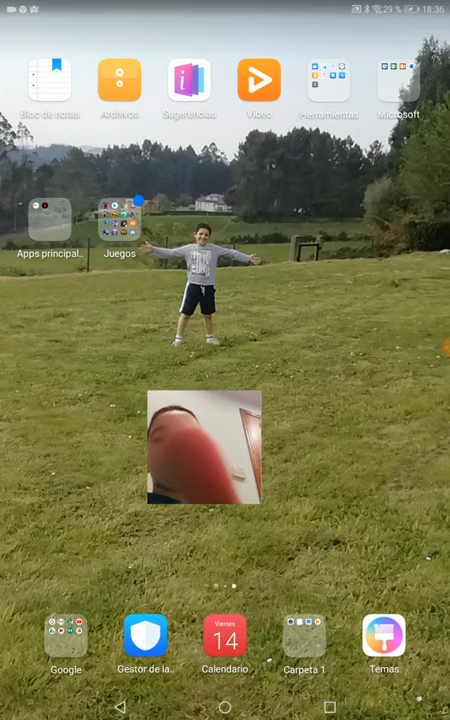 29 % 18:36
Bloc de notas Archivos Sugerencias Vídeo Herramientas Microsoft
Apps principal.. Juegos
Viernes
14
Google Gestor de la.. Calendario Carpeta 1 Temas